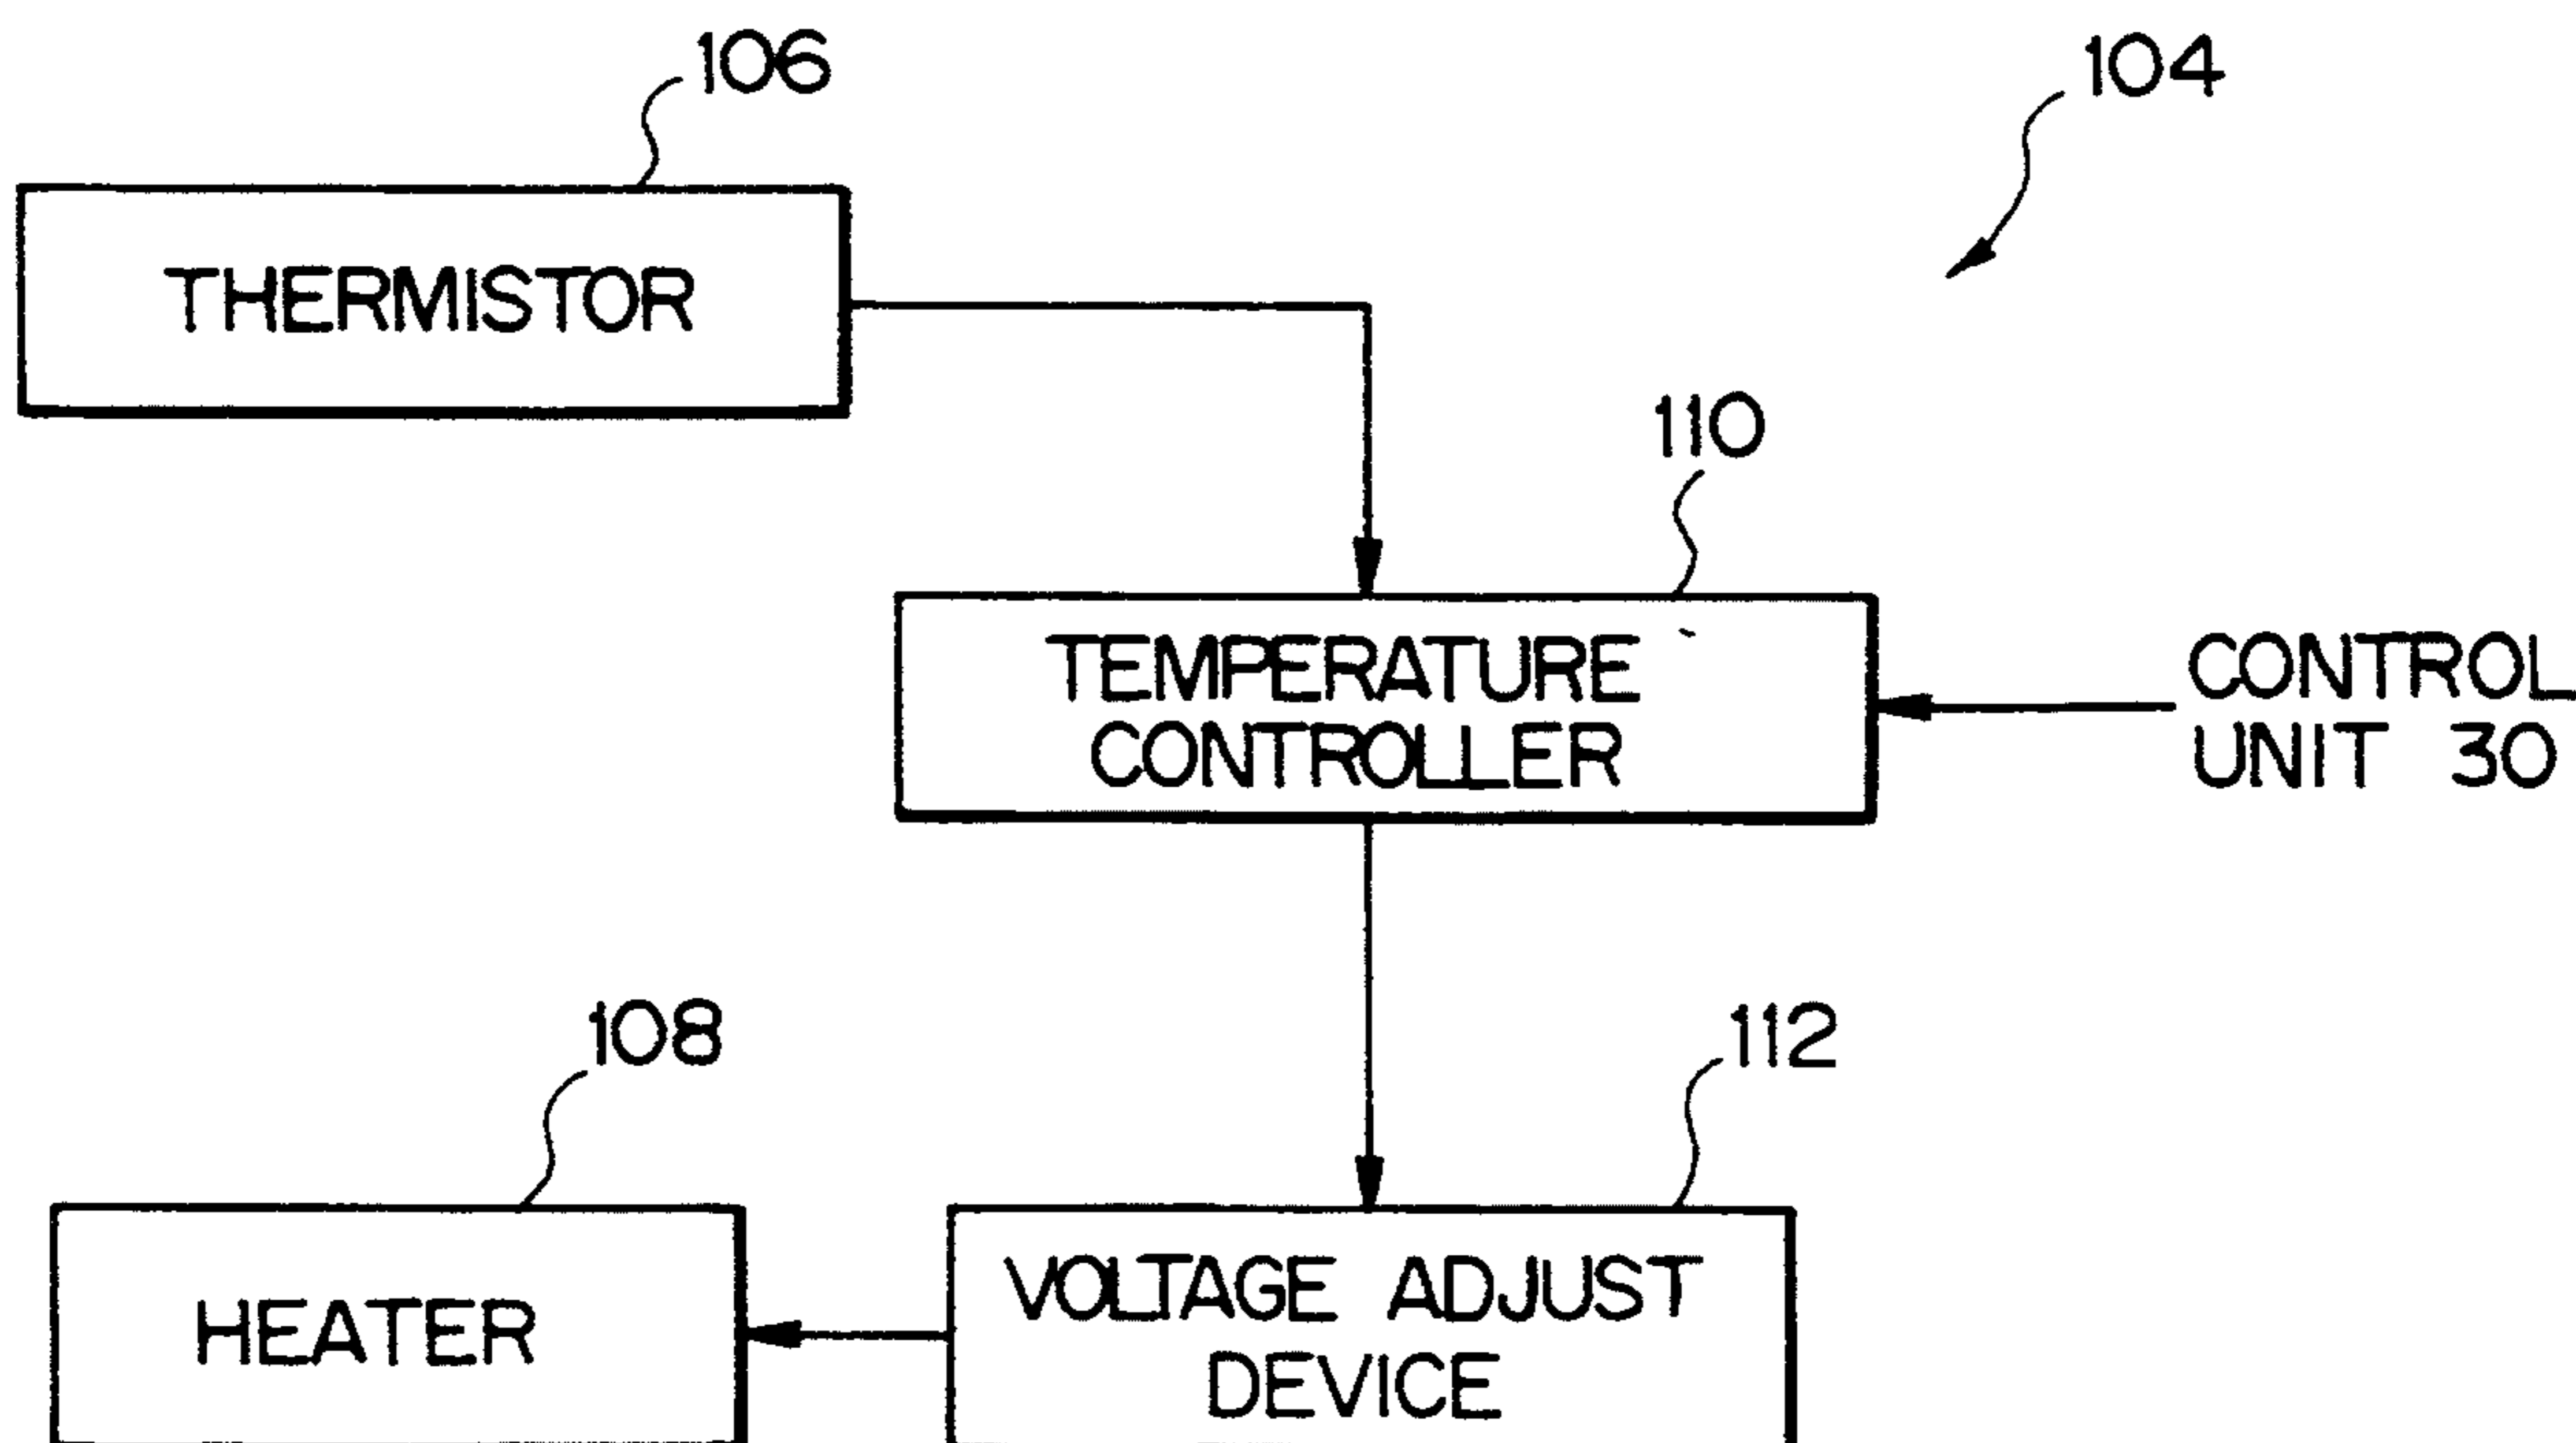 106
104
THERMISTOR
110
TEMPERATURE
CONTROLLER
CONTROL
UNIT 30
108
112
HEATER
VOLTAGE ADJUST
DEVICE